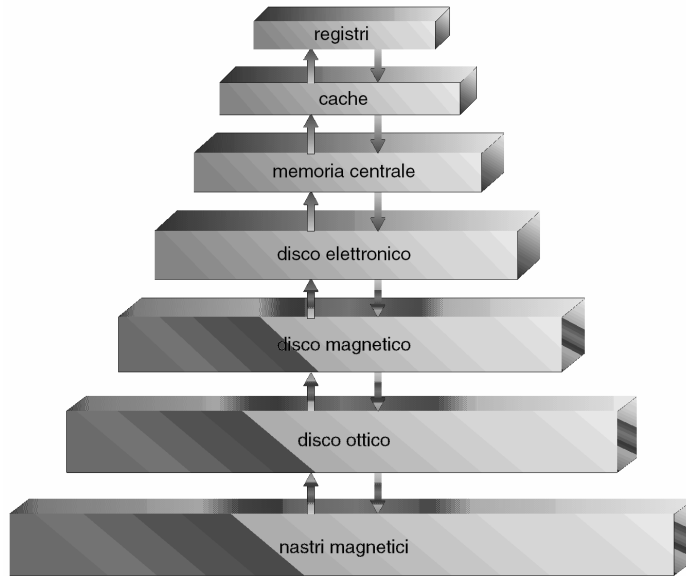 registri
cache
memoria centrale
disco elettronico
disco magnetico
disco ottico
nastri magnetici